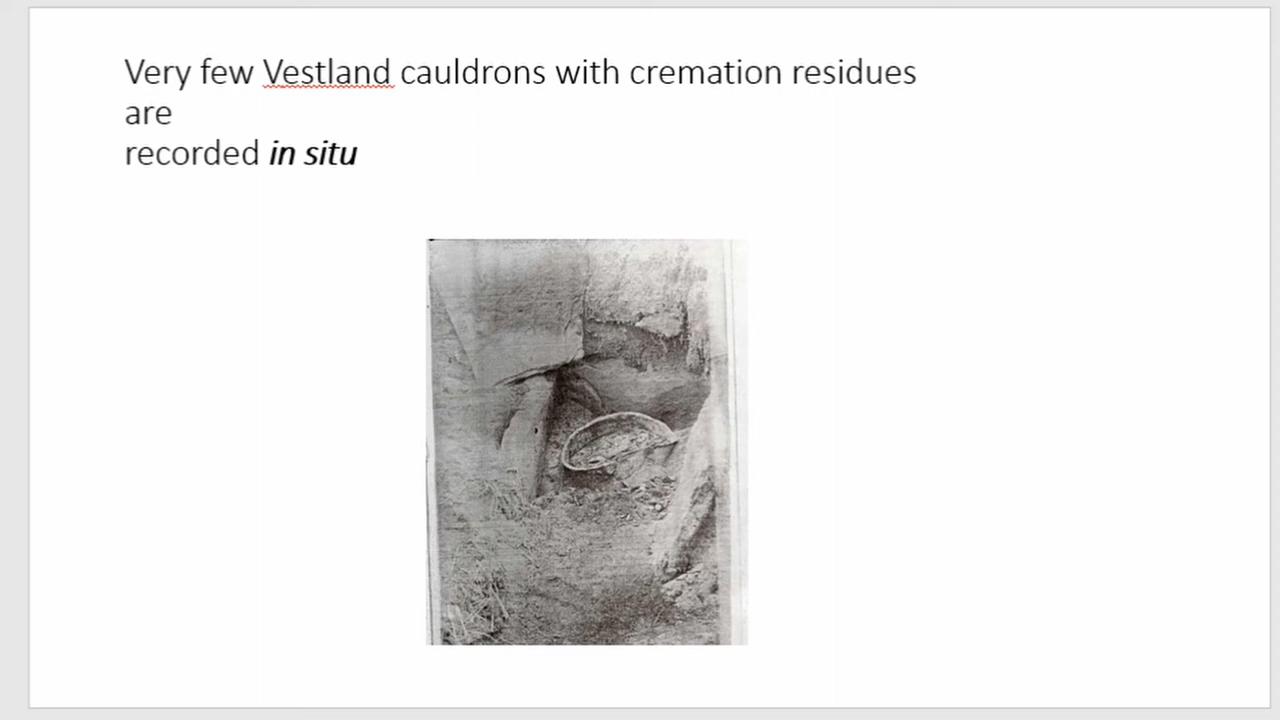 Very few Vestland cauldrons with cremation residues
are
recorded in situ